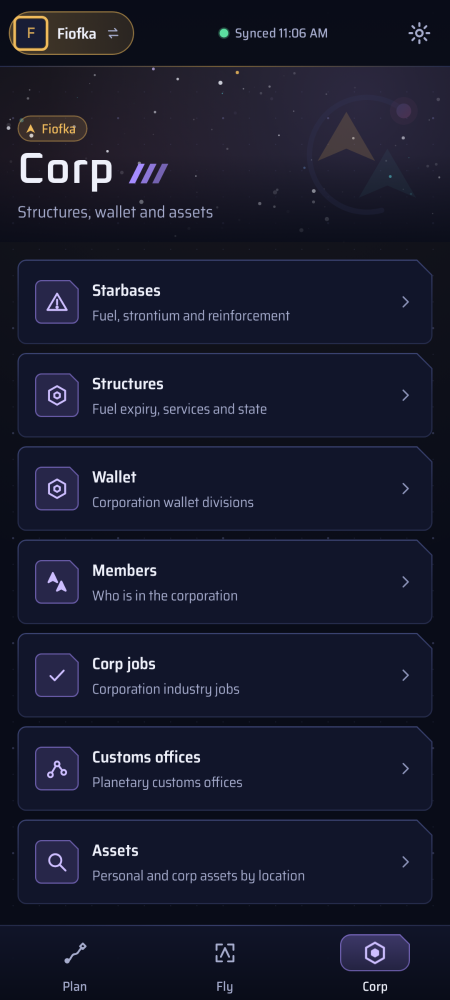 F Fiofka Synced 11:06 AM
Fiofka
Corp
Structures, wallet and assets
Starbases
Fuel, strontium and reinforcement
Structures
Fuel expiry, services and state
Wallet
Corporation wallet divisions
Members
Who is in the corporation
Corp jobs
Corporation industry jobs
Customs offices
Planetary customs offices
Assets
Personal and corp assets by location
Plan Fly Corp